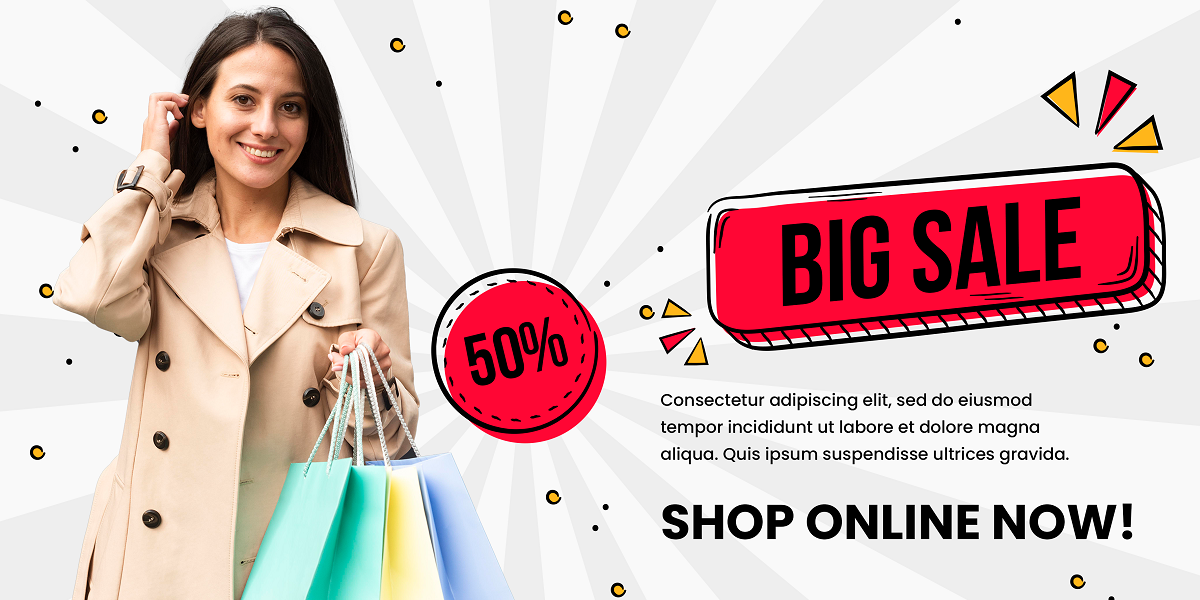 50%
BIG SALE
Consectetur adipiscing elit, sed do eiusmod
tempor incididunt ut labore et dolore magna
aliqua. Quis ipsum suspendisse ultrices gravida.
SHOP ONLINE NOW!